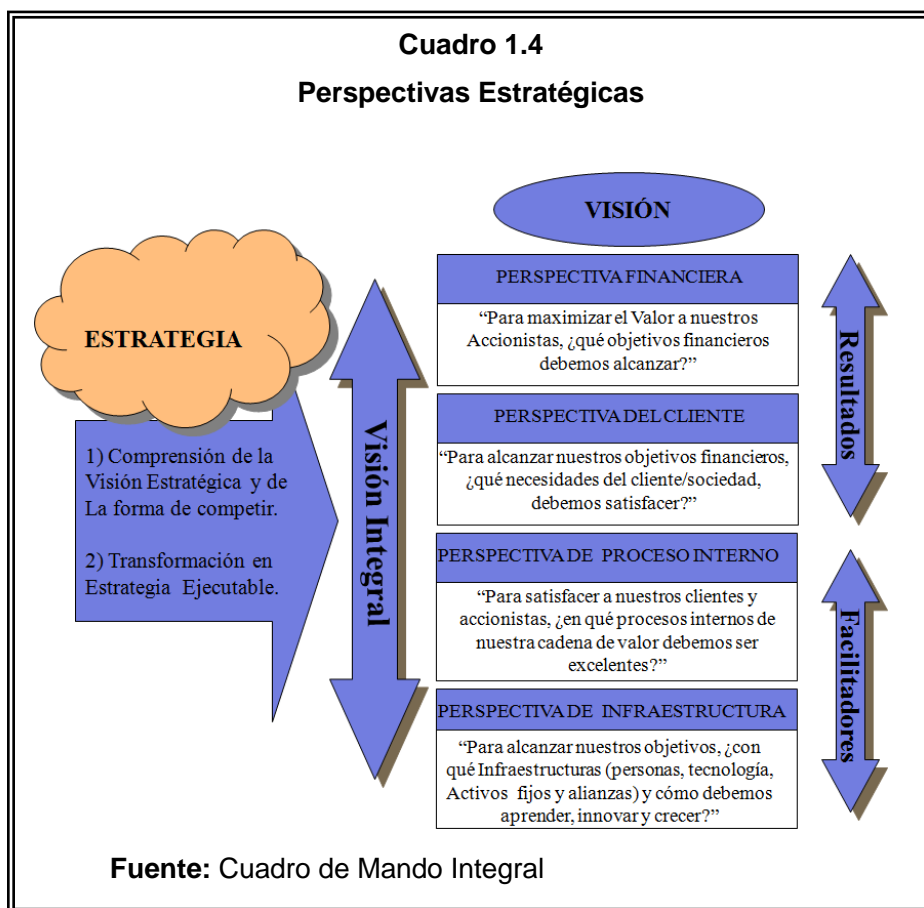 Cuadro 1.4
Perspectivas Estratégicas
ESTRATEGIA
1) Comprensión de la
Visión Estratégica y de
La forma de competir.
2) Transformación en
Estrategia Ejecutable.
Visión Integral
VISIÓN
PERSPECTIVA FINANCIERA
“Para maximizar el Valor a nuestros
Accionistas, ¿qué objetivos financieros
debemos alcanzar?”
PERSPECTIVA DEL CLIENTE
“Para alcanzar nuestros objetivos financieros,
¿qué necesidades del cliente/sociedad,
debemos satisfacer?”
PERSPECTIVA DE PROCESO INTERNO
“Para satisfacer a nuestros clientes y
accionistas, ¿en qué procesos internos de
nuestra cadena de valor debemos ser
excelentes?”
PERSPECTIVA DE INFRAESTRUCTURA
“Para alcanzar nuestros objetivos, ¿con
qué Infraestructuras (personas, tecnología,
Activos fijos y alianzas) y cómo debemos
aprender, innovar y crecer?”
Resultados
Facilitadores
Fuente: Cuadro de Mando Integral